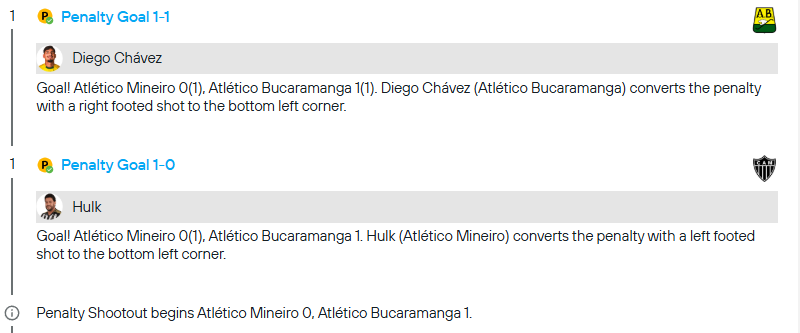 1 Penalty Goal 1-1
Diego Chávez
Goal! Atlético Mineiro 0(1), Atlético Bucaramanga 1(1). Diego Chávez (Atlético Bucaramanga) converts the penalty
with a right footed shot to the bottom left corner.
1 Penalty Goal 1-0
Hulk
Goal! Atlético Mineiro 0(1), Atlético Bucaramanga 1. Hulk (Atlético Mineiro) converts the penalty with a left footed
shot to the bottom left corner.
Penalty Shootout begins Atlético Mineiro 0, Atlético Bucaramanga 1.
P
AB
P
CAM
i